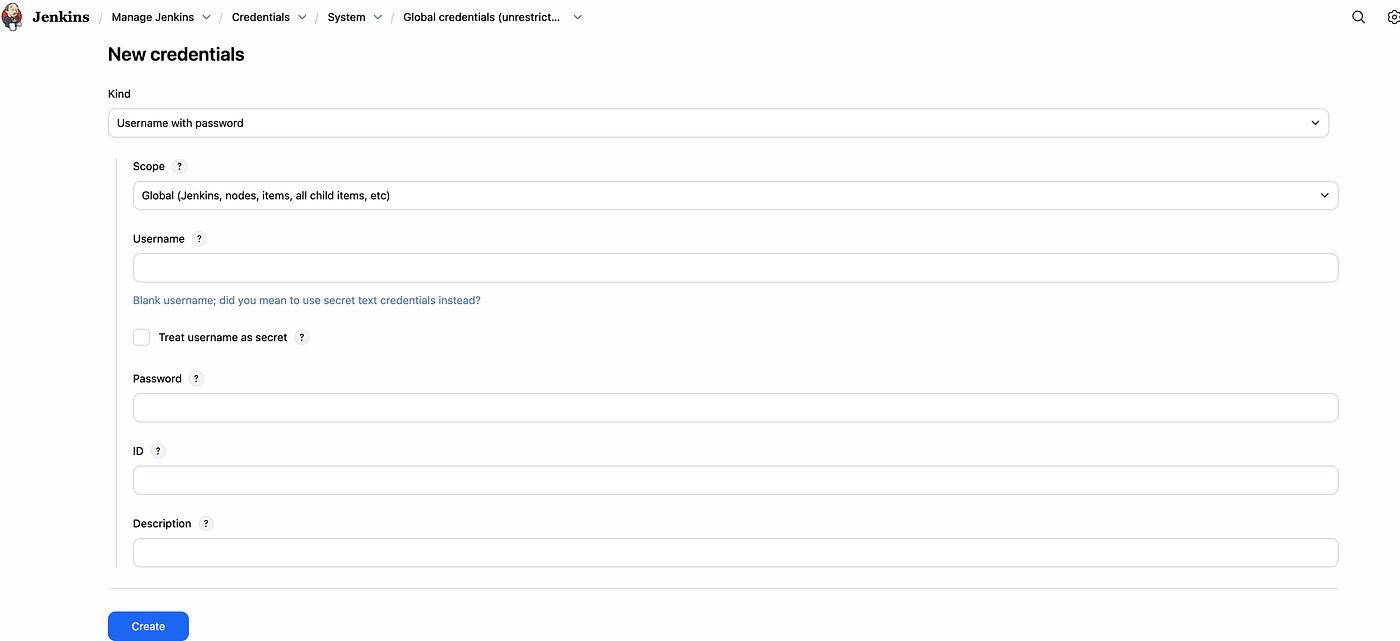 Jenkins / Manage Jenkins / Credentials / System / Global credentials (unrestrict...
New credentials
Kind
Username with password
Scope ?
Global (Jenkins, nodes, items, all child items, etc)
Username ?
Blank username; did you mean to use secret text credentials instead?
Treat username as secret ?
Password ?
ID ?
Description ?
Create